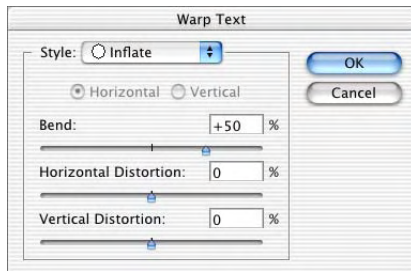 Warp Text
Style: Inflate
OK
Horizontal Vertical
Cancel
Bend: +50 %
Horizontal Distortion: 0 %
Vertical Distortion: 0 %